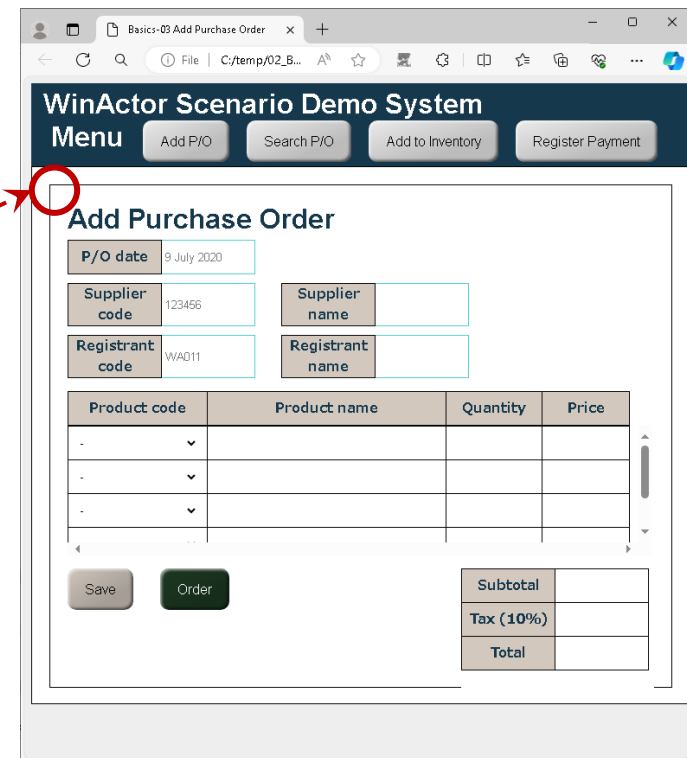 Basics-03 Add Purchase Order
File | C:/temp/02_B...
WinActor Scenario Demo System
Menu Add P/O Search P/O Add to Inventory Register Payment
Add Purchase Order
P/O date 9 July 2020
Supplier code 123456 Supplier name
Registrant code WA011 Registrant name
Product code Product name Quantity Price
-
-
-
Save Order Subtotal
Tax (10%)
Total